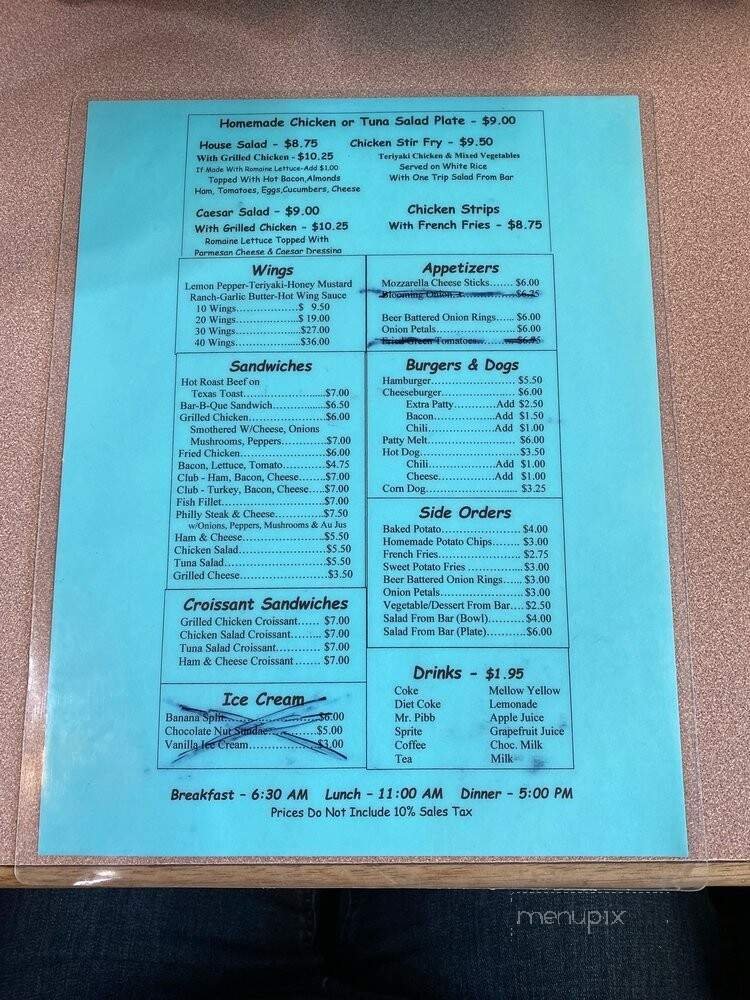 Homemade Chicken or Tuna Salad Plate - $9.00
House Salad - $8.75
With Grilled Chicken - $10.25
If Made With Romaine Lettuce-Add $1.00
Topped With Hot Bacon,Almonds
Ham, Tomatoes, Eggs,Cucumbers, Cheese
Chicken Stir Fry - $9.50
Teriyaki Chicken & Mixed Vegetables
Served on White Rice
With One Trip Salad From Bar
Caesar Salad - $9.00
With Grilled Chicken - $10.25
Romaine Lettuce Topped With
Parmesan Cheese & Caesar Dressing
Chicken Strips
With French Fries - $8.75
Wings
Lemon Pepper-Teriyaki-Honey Mustard
Ranch-Garlic Butter-Hot Wing Sauce
10 Wings....................$ 9.50
20 Wings....................$ 19.00
30 Wings.....................$27.00
40 Wings.....................$36.00
Appetizers
Mozzarella Cheese Sticks...... $6.00
Blooming Onion................$6.25
Beer Battered Onion Rings...... $6.00
Onion Petals..........................$6.00
Fried Green Tomatoes.........$6.95
Sandwiches
Hot Roast Beef on
Texas Toast..........................$7.00
Bar-B-Que Sandwich................$6.50
Grilled Chicken.........................$6.00
Smothered W/Cheese, Onions
Mushrooms, Peppers.............$7.00
Fried Chicken...........................$6.00
Bacon, Lettuce, Tomato.............$4.75
Club - Ham, Bacon, Cheese.......$7.00
Club - Turkey, Bacon, Cheese.....$7.00
Fish Fillet.................................$7.00
Philly Steak & Cheese...............$7.50
w/Onions, Peppers, Mushrooms & Au Jus
Ham & Cheese..........................$5.50
Chicken Salad...........................$5.50
Tuna Salad................................$5.50
Grilled Cheese..........................$3.50
Burgers & Dogs
Hamburger........................... $5.50
Cheeseburger........................ $6.00
Extra Patty.............Add $2.50
Bacon...................Add $1.50
Chili.....................Add $1.00
Patty Melt............................ $6.00
Hot Dog................................$3.50
Chili.....................Add $1.00
Cheese..................Add $1.00
Corn Dog............................. $3.25
Side Orders
Baked Potato.......................... $4.00
Homemade Potato Chips......... $3.00
French Fries.......................... $2.75
Sweet Potato Fries ..................$3.00
Beer Battered Onion Rings...... $3.00
Onion Petals...........................$3.00
Vegetable/Dessert From Bar.... $2.50
Salad From Bar (Bowl)............$4.00
Salad From Bar (Plate)............$6.00
Croissant Sandwiches
Grilled Chicken Croissant...... $7.00
Chicken Salad Croissant......... $7.00
Tuna Salad Croissant............. $7.00
Ham & Cheese Croissant ....... $7.00
Ice Cream
Banana Split............................$6.00
Chocolate Nut Sundae...............$5.00
Vanilla Ice Cream......................$3.00
Drinks - $1.95
Coke
Diet Coke
Mr. Pibb
Sprite
Coffee
Tea
Mellow Yellow
Lemonade
Apple Juice
Grapefruit Juice
Choc. Milk
Milk
Breakfast - 6:30 AM Lunch - 11:00 AM Dinner - 5:00 PM
Prices Do Not Include 10% Sales Tax
menupix